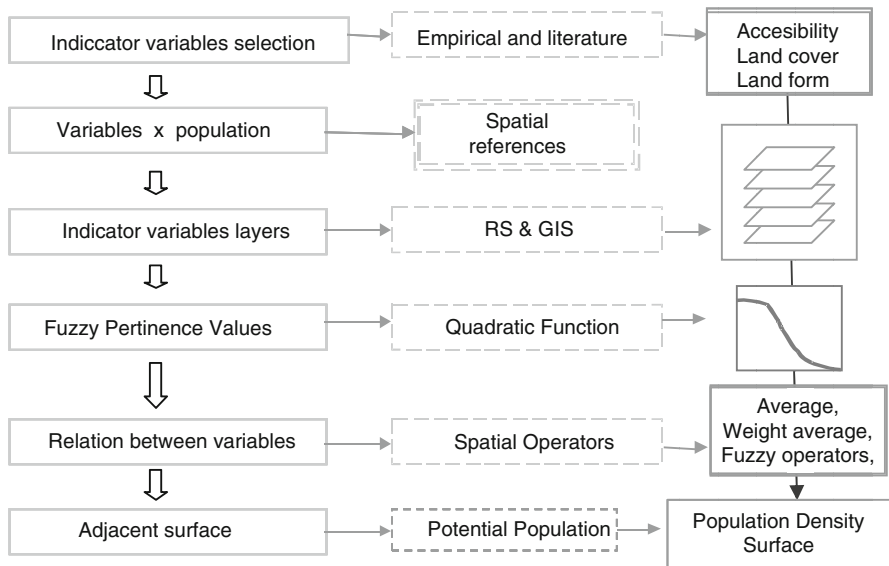 Indiccator variables selection
Empirical and literature
Accesibility
Land cover
Land form
Variables x population
Spatial
references
Indicator variables layers
RS & GIS
Fuzzy Pertinence Values
Quadratic Function
Relation between variables
Spatial Operators
Average,
Weight average,
Fuzzy operators,
Adjacent surface
Potential Population
Population Density
Surface